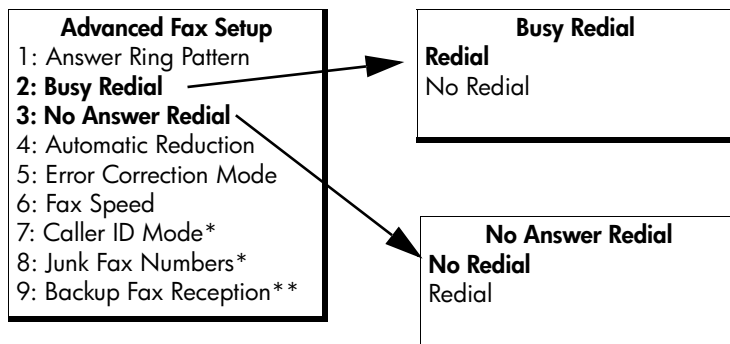 Advanced Fax Setup
1: Answer Ring Pattern
2: Busy Redial
3: No Answer Redial
4: Automatic Reduction
5: Error Correction Mode
6: Fax Speed
7: Caller ID Mode*
8: Junk Fax Numbers*
9: Backup Fax Reception**
Busy Redial
Redial
No Redial
No Answer Redial
No Redial
Redial